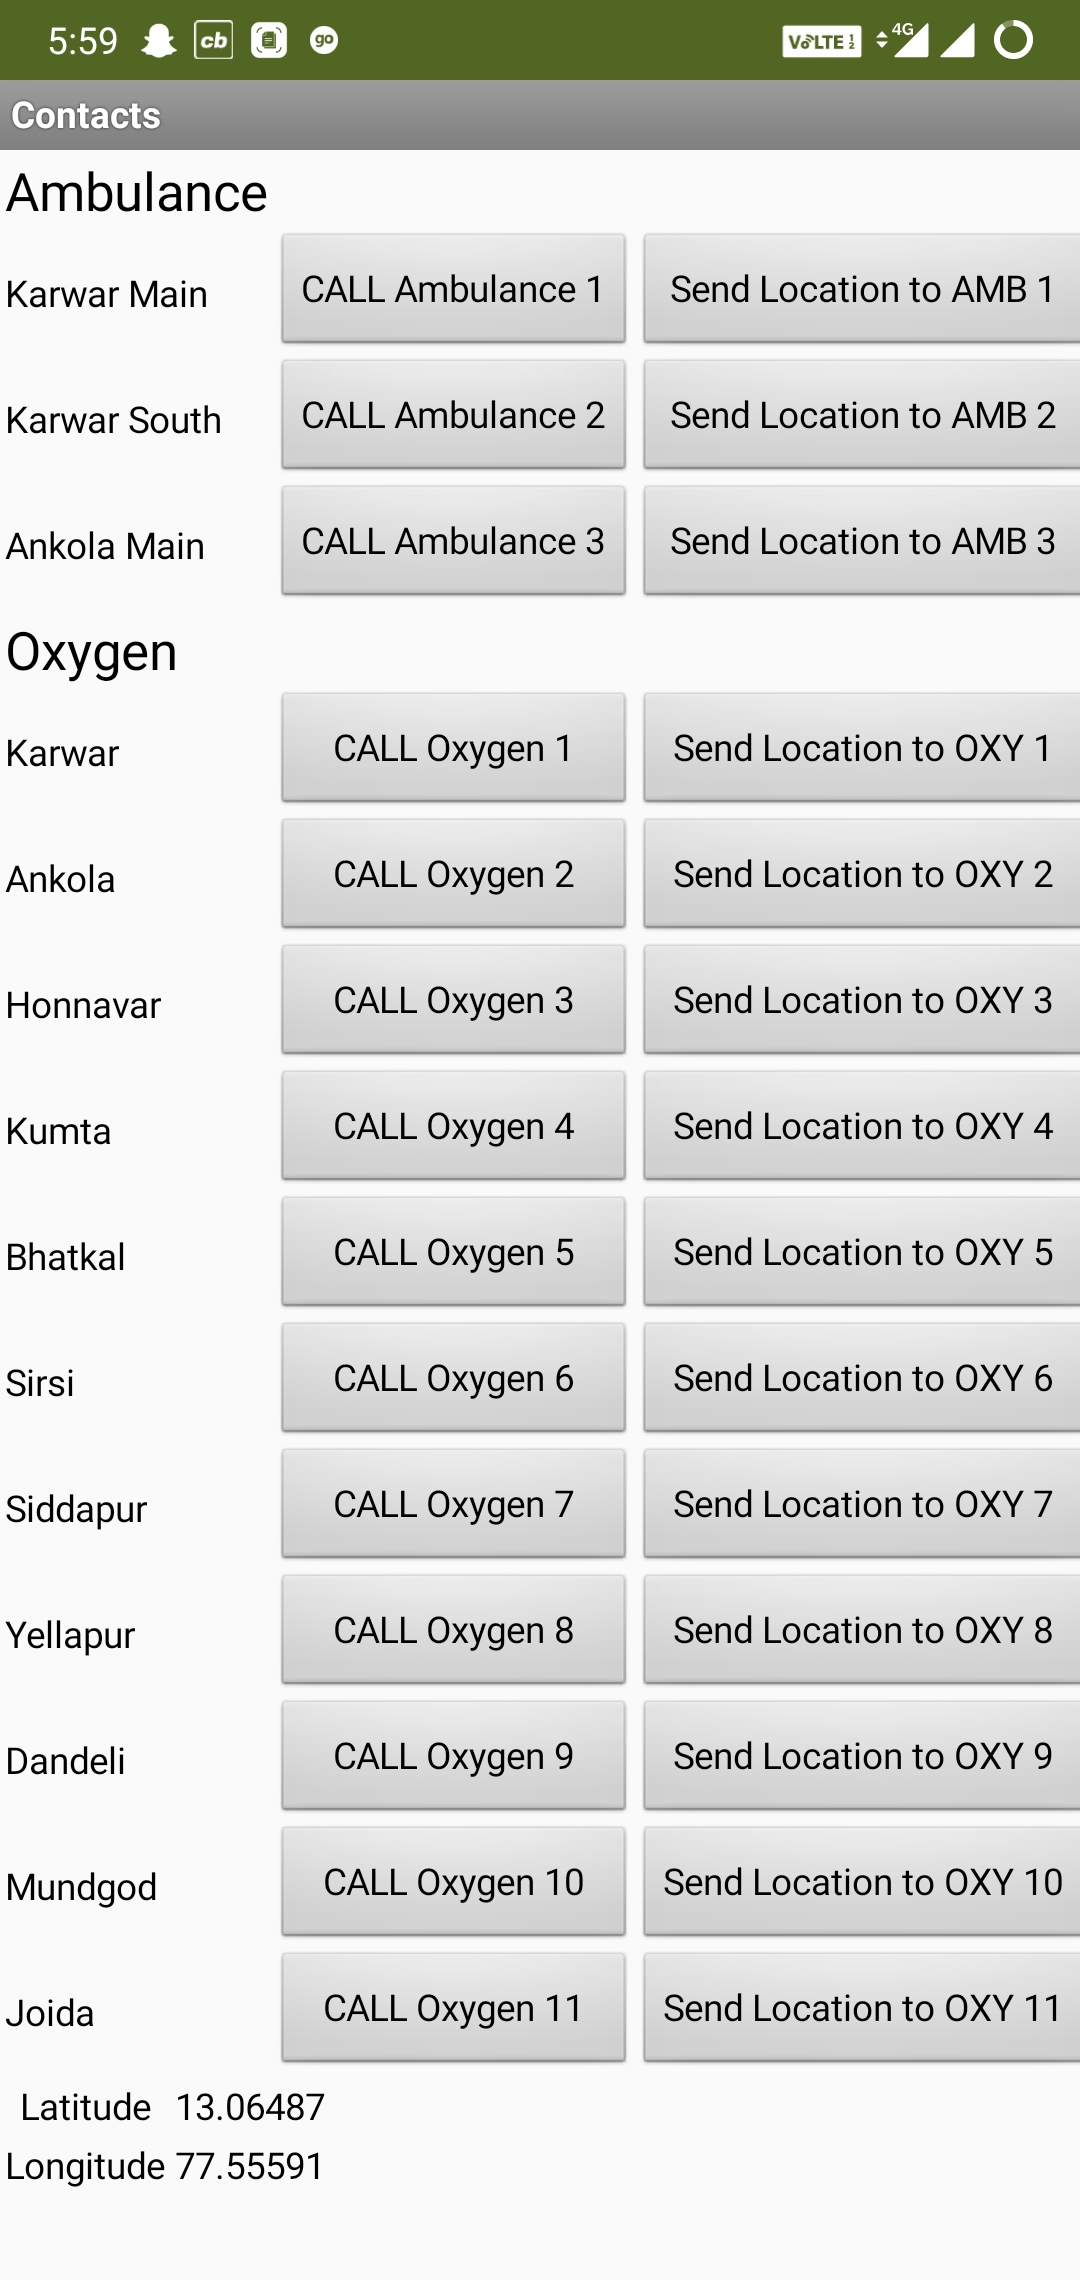 5:59 cb go VoLTE 1 2 4G
Contacts
Ambulance
Karwar Main CALL Ambulance 1 Send Location to AMB 1
Karwar South CALL Ambulance 2 Send Location to AMB 2
Ankola Main CALL Ambulance 3 Send Location to AMB 3
Oxygen
Karwar CALL Oxygen 1 Send Location to OXY 1
Ankola CALL Oxygen 2 Send Location to OXY 2
Honnavar CALL Oxygen 3 Send Location to OXY 3
Kumta CALL Oxygen 4 Send Location to OXY 4
Bhatkal CALL Oxygen 5 Send Location to OXY 5
Sirsi CALL Oxygen 6 Send Location to OXY 6
Siddapur CALL Oxygen 7 Send Location to OXY 7
Yellapur CALL Oxygen 8 Send Location to OXY 8
Dandeli CALL Oxygen 9 Send Location to OXY 9
Mundgod CALL Oxygen 10 Send Location to OXY 10
Joida CALL Oxygen 11 Send Location to OXY 11
Latitude 13.06487
Longitude 77.55591